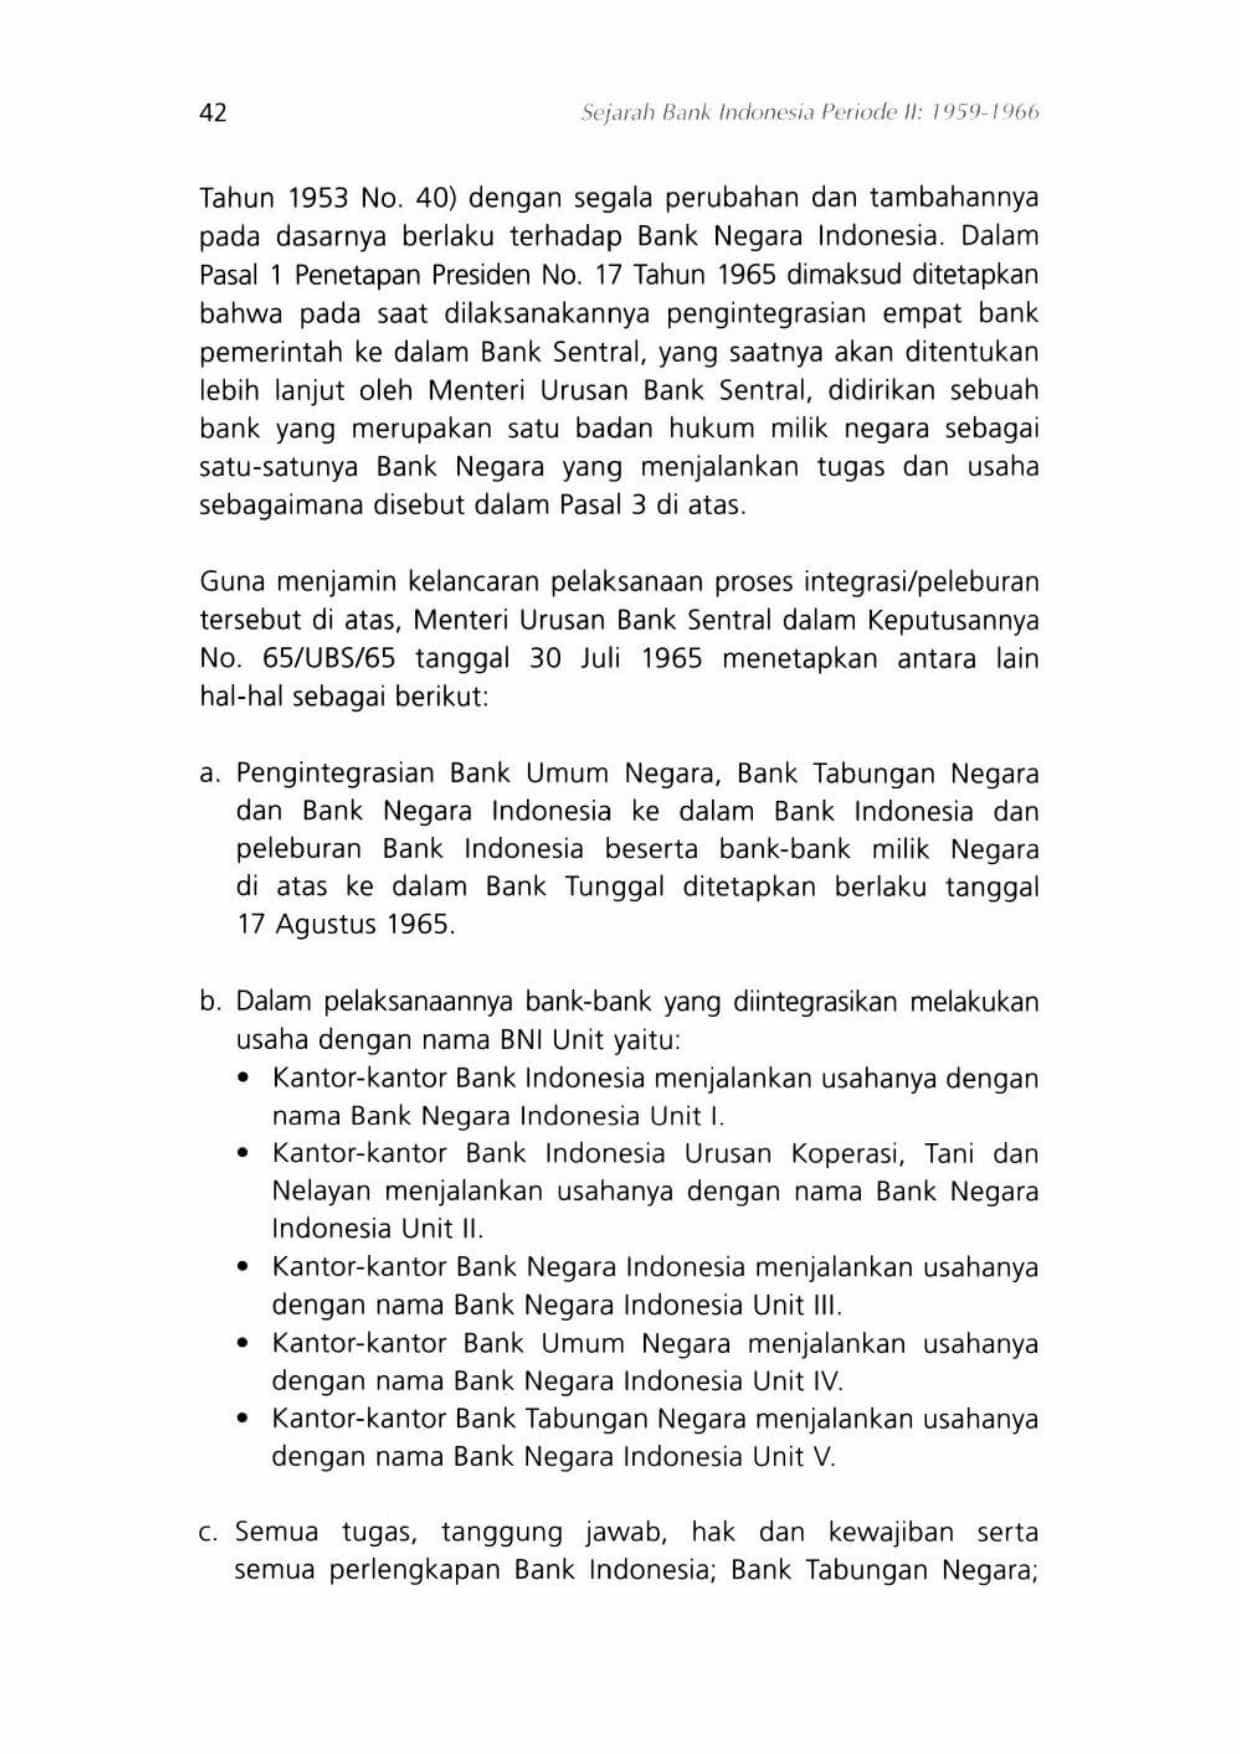 42
Sejarah Bank Indonesia Periode II: 1959-1966
Tahun 1953 No. 40) dengan segala perubahan dan tambahannya
pada dasarnya berlaku terhadap Bank Negara Indonesia. Dalam
Pasal 1 Penetapan Presiden No. 17 Tahun 1965 dimaksud ditetapkan
bahwa pada saat dilaksanakannya pengintegrasian empat bank
pemerintah ke dalam Bank Sentral, yang saatnya akan ditentukan
lebih lanjut oleh Menteri Urusan Bank Sentral, didirikan sebuah
bank yang merupakan satu badan hukum milik negara sebagai
satu-satunya Bank Negara yang menjalankan tugas dan usaha
sebagaimana disebut dalam Pasal 3 di atas.
Guna menjamin kelancaran pelaksanaan proses integrasi/peleburan
tersebut di atas, Menteri Urusan Bank Sentral dalam Keputusannya
No. 65/UBS/65 tanggal 30 Juli 1965 menetapkan antara lain
hal-hal sebagai berikut:
a. Pengintegrasian Bank Umum Negara, Bank Tabungan Negara
dan Bank Negara Indonesia ke dalam Bank Indonesia dan
peleburan Bank Indonesia beserta bank-bank milik Negara
di atas ke dalam Bank Tunggal ditetapkan berlaku tanggal
17 Agustus 1965.
b. Dalam pelaksanaannya bank-bank yang diintegrasikan melakukan
usaha dengan nama BNI Unit yaitu:
• Kantor-kantor Bank Indonesia menjalankan usahanya dengan
nama Bank Negara Indonesia Unit I.
• Kantor-kantor Bank Indonesia Urusan Koperasi, Tani dan
Nelayan menjalankan usahanya dengan nama Bank Negara
Indonesia Unit II.
• Kantor-kantor Bank Negara Indonesia menjalankan usahanya
dengan nama Bank Negara Indonesia Unit III.
• Kantor-kantor Bank Umum Negara menjalankan usahanya
dengan nama Bank Negara Indonesia Unit IV.
• Kantor-kantor Bank Tabungan Negara menjalankan usahanya
dengan nama Bank Negara Indonesia Unit V.
c. Semua tugas, tanggung jawab, hak dan kewajiban serta
semua perlengkapan Bank Indonesia; Bank Tabungan Negara;